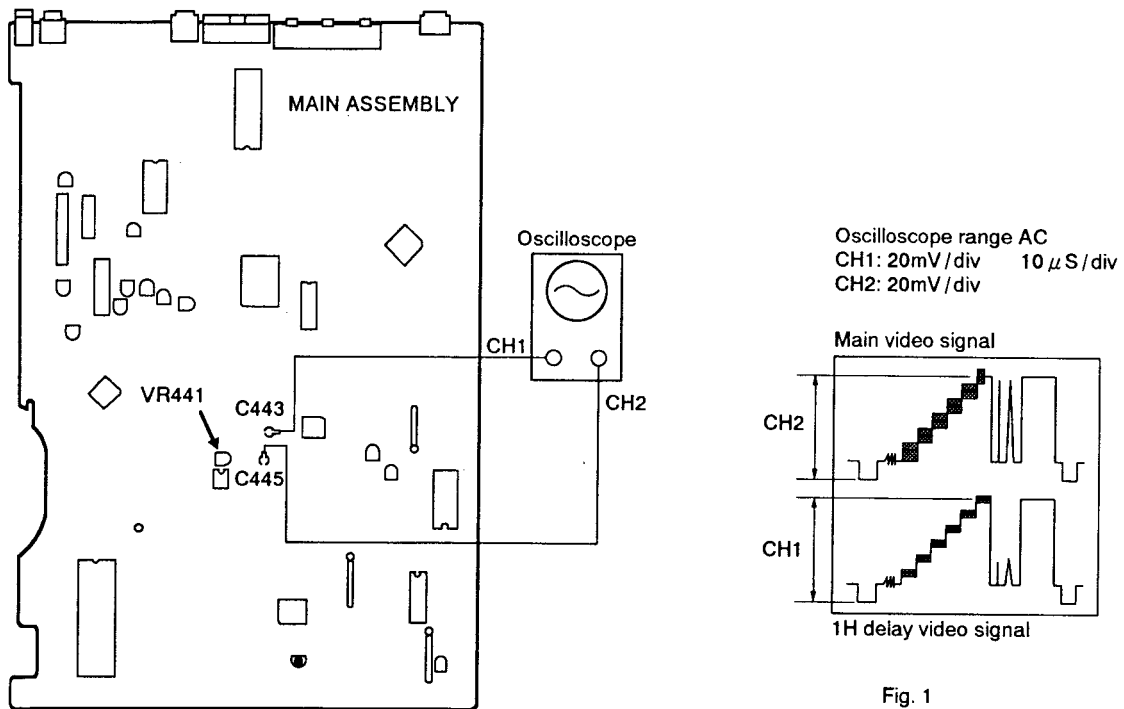 MAIN ASSEMBLY
Oscilloscope
CH1
CH2
VR441
C443
C445
Oscilloscope range AC
CH1: 20mV/div 10 μS/div
CH2: 20mV/div
Main video signal
CH2
CH1
1H delay video signal
Fig. 1